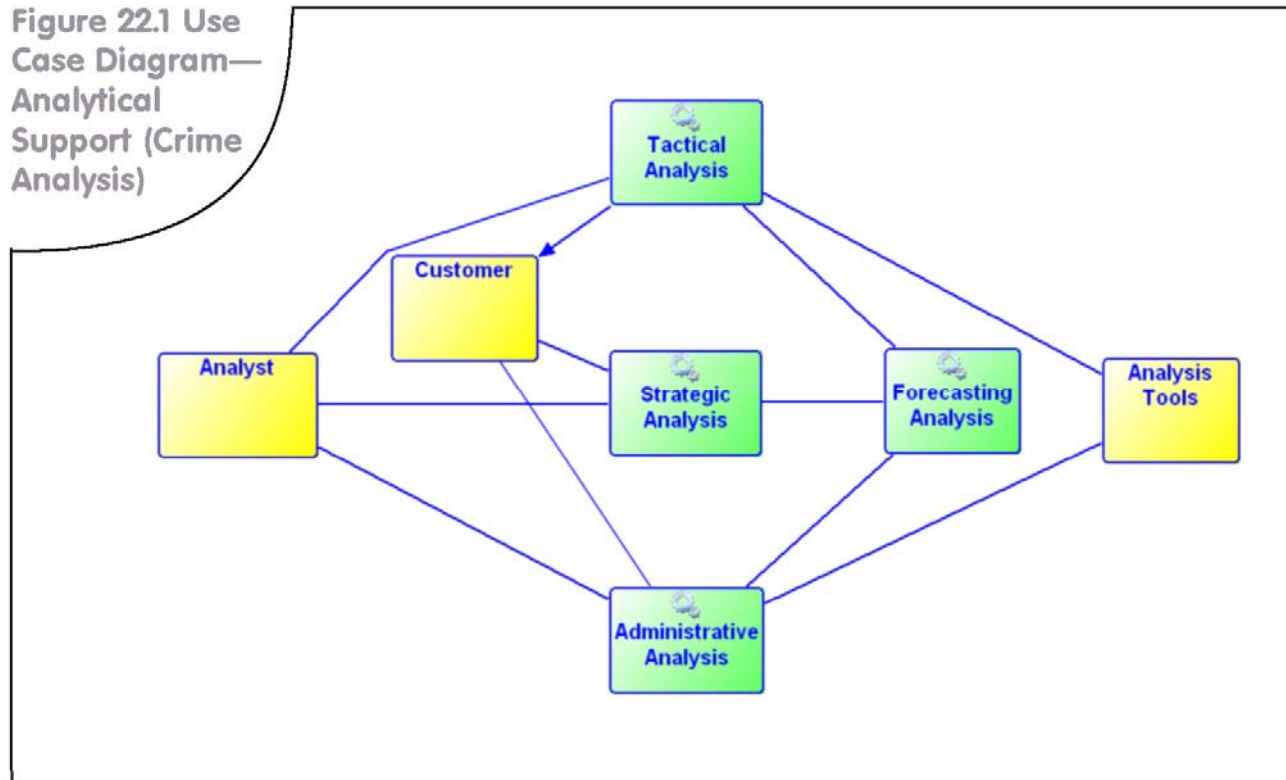 Figure 22.1 Use
Case Diagram—
Analytical
Support (Crime
Analysis)
Tactical
Analysis
Customer
Analyst
Strategic
Analysis
Forecasting
Analysis
Analysis
Tools
Administrative
Analysis